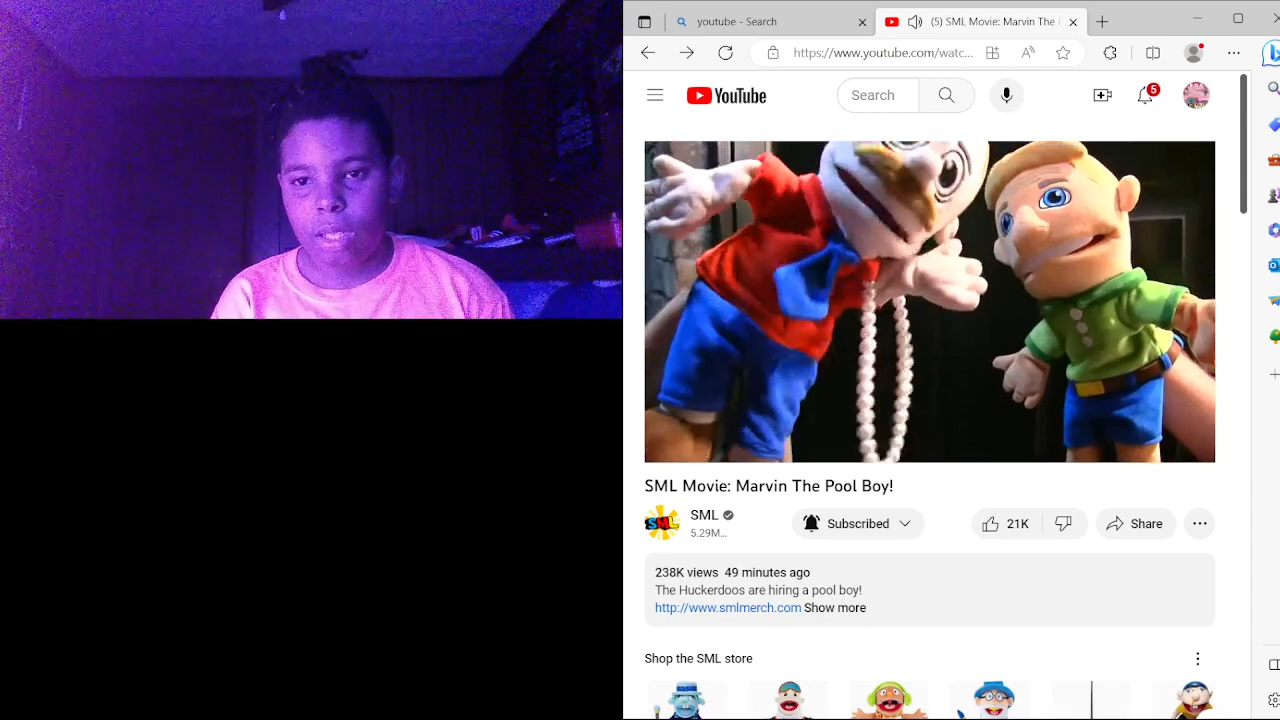 youtube - Search
(5) SML Movie: Marvin The
https://www.youtube.com/watc...
YouTube
Search
5
SML Movie: Marvin The Pool Boy!
SML
SML
5.29M...
Subscribed
21K
Share
238K views 49 minutes ago
The Huckerdoos are hiring a pool boy!
http://www.smlmerch.com Show more
Shop the SML store